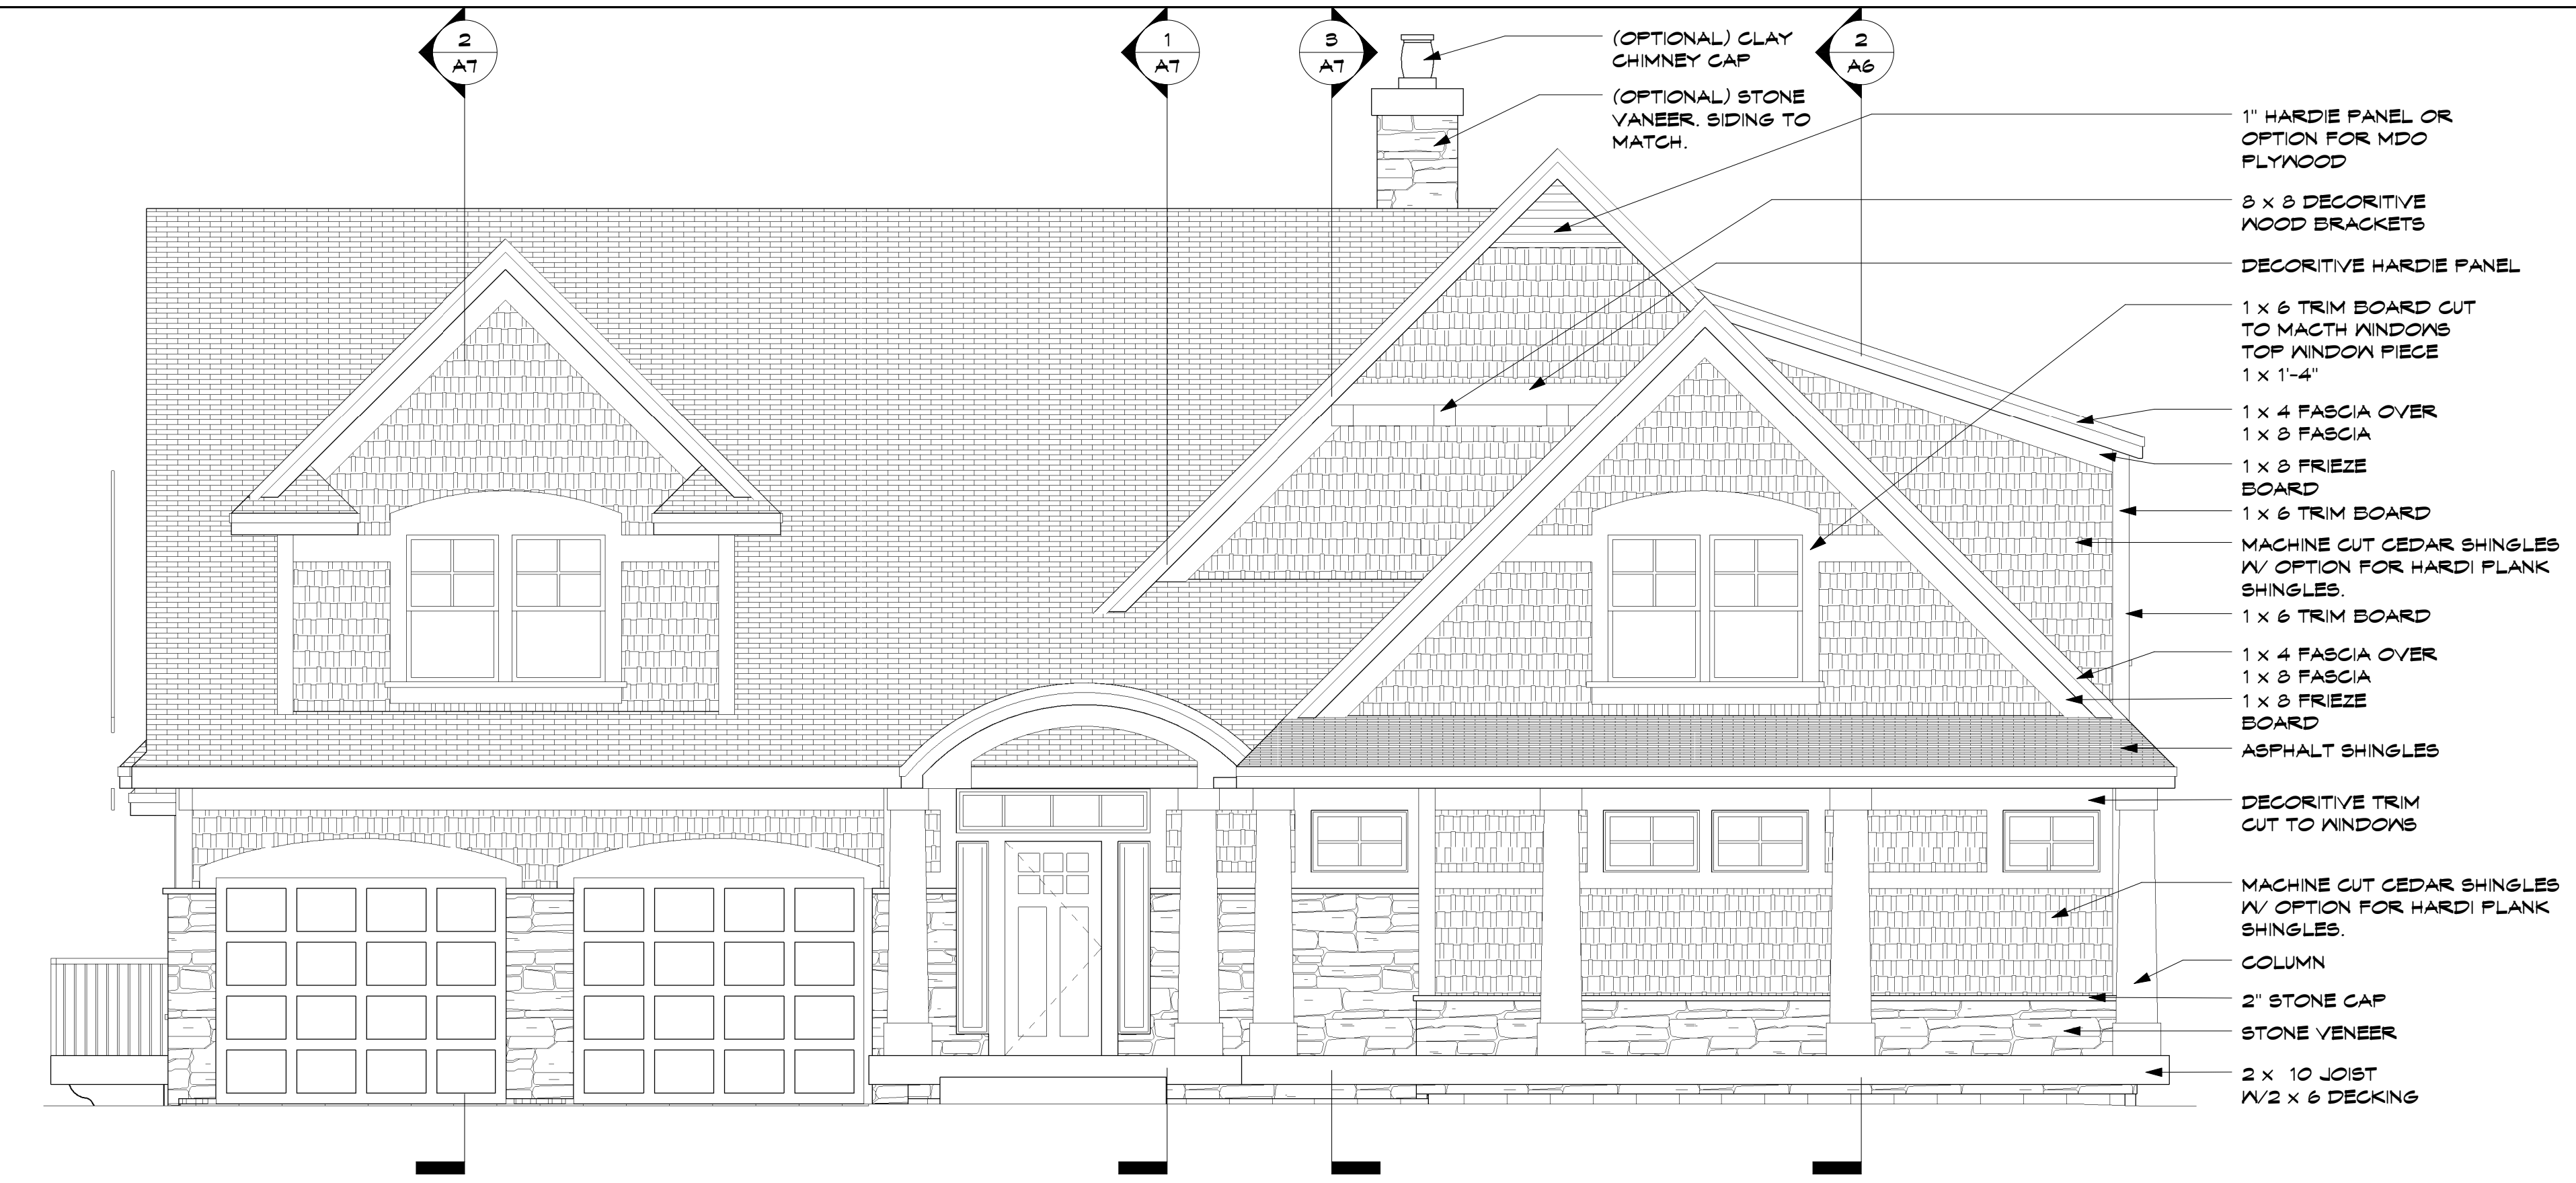 2
A7
1
A7
3
A7
2
A6
(OPTIONAL) CLAY
CHIMNEY CAP
(OPTIONAL) STONE
VANEER. SIDING TO
MATCH.
1" HARDIE PANEL OR
OPTION FOR MDO
PLYWOOD
8 x 8 DECORITIVE
WOOD BRACKETS
DECORITIVE HARDIE PANEL
1 x 6 TRIM BOARD CUT
TO MACTH WINDOWS
TOP WINDOW PIECE
1 x 1'-4"
1 x 4 FASCIA OVER
1 x 8 FASCIA
1 x 8 FRIEZE
BOARD
1 x 6 TRIM BOARD
MACHINE CUT CEDAR SHINGLES
W/ OPTION FOR HARDI PLANK
SHINGLES.
1 x 6 TRIM BOARD
1 x 4 FASCIA OVER
1 x 8 FASCIA
1 x 8 FRIEZE
BOARD
ASPHALT SHINGLES
DECORITIVE TRIM
CUT TO WINDOWS
MACHINE CUT CEDAR SHINGLES
W/ OPTION FOR HARDI PLANK
SHINGLES.
COLUMN
2" STONE CAP
STONE VENEER
2 x 10 JOIST
W/2 x 6 DECKING